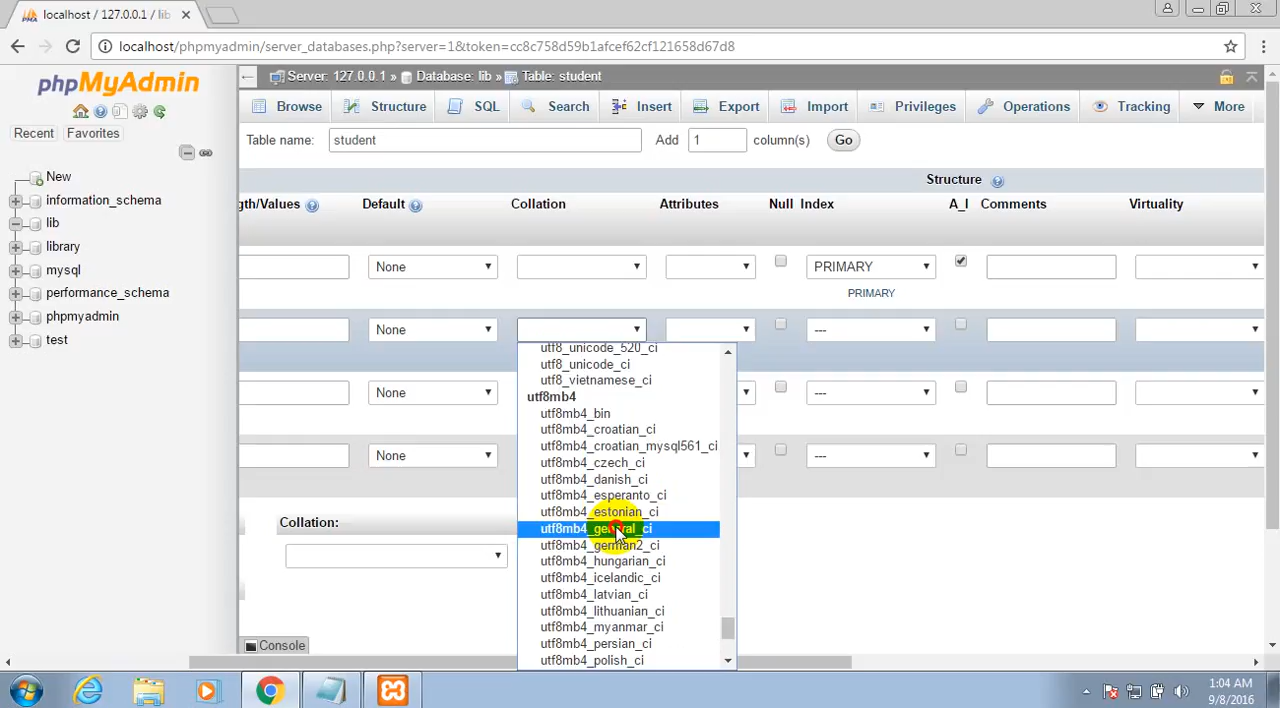 localhost / 127.0.0.1 / lib
localhost/phpmyadmin/server_databases.php?server=1&token=cc8c758d59b1afcef62cf121658d67d8
phpMyAdmin
Recent Favorites
New
information_schema
lib
library
mysql
performance_schema
phpmyadmin
test
Server: 127.0.0.1 » Database: lib » Table: student
Browse Structure SQL Search Insert Export Import Privileges Operations Tracking More
Table name: student Add 1 column(s) Go
Structure
gth/Values Default Collation Attributes Null Index A_I Comments Virtuality
None PRIMARY
PRIMARY
None ---
utf8_unicode_520_ci
utf8_unicode_ci
utf8_vietnamese_ci
None ---
utf8mb4
utf8mb4_bin
utf8mb4_croatian_ci
utf8mb4_croatian_mysql561_ci
None ---
utf8mb4_czech_ci
utf8mb4_danish_ci
utf8mb4_esperanto_ci
utf8mb4_estonian_ci
Collation:
utf8mb4_general_ci
utf8mb4_german2_ci
utf8mb4_hungarian_ci
utf8mb4_icelandic_ci
utf8mb4_latvian_ci
utf8mb4_lithuanian_ci
utf8mb4_myanmar_ci
utf8mb4_persian_ci
utf8mb4_polish_ci
Console
1:04 AM
9/8/2016